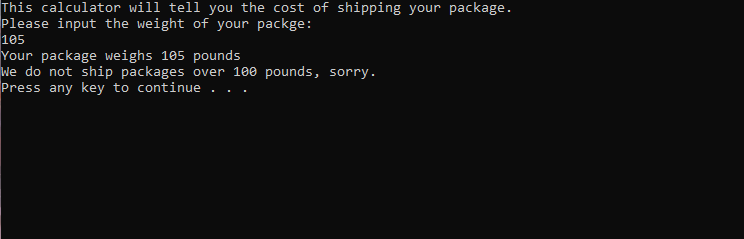 This calculator will tell you the cost of shipping your package.
Please input the weight of your packge:
105
Your package weighs 105 pounds
We do not ship packages over 100 pounds, sorry.
Press any key to continue . . .